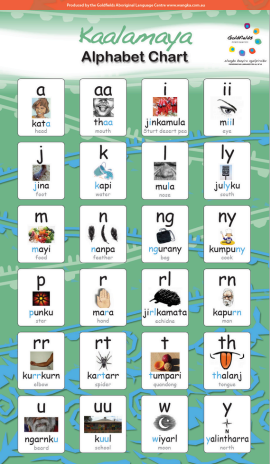 Produced by the Goldfields Aboriginal Language Centre www.wangka.com.au
Kaalamaya
Goldfields
Alphabet Chart
a aa i ii
kata thaa jinkamula miil
head mouth Sturt desert pea eye
j k l ly
jina kapi mula julyku
foot water nose south
m n ng ny
mayi nanpa ngurany kumpuny
food feather bag cook
p r rl rn
punku mara jirlkamata kapurn
star hand echidna man
rr rt t th
kurrkurn kartarr tumpari thalanj
elbow spider quandong tongue
u uu w y
ngarnku kuul wiyarl yalintharra
beard school moon north